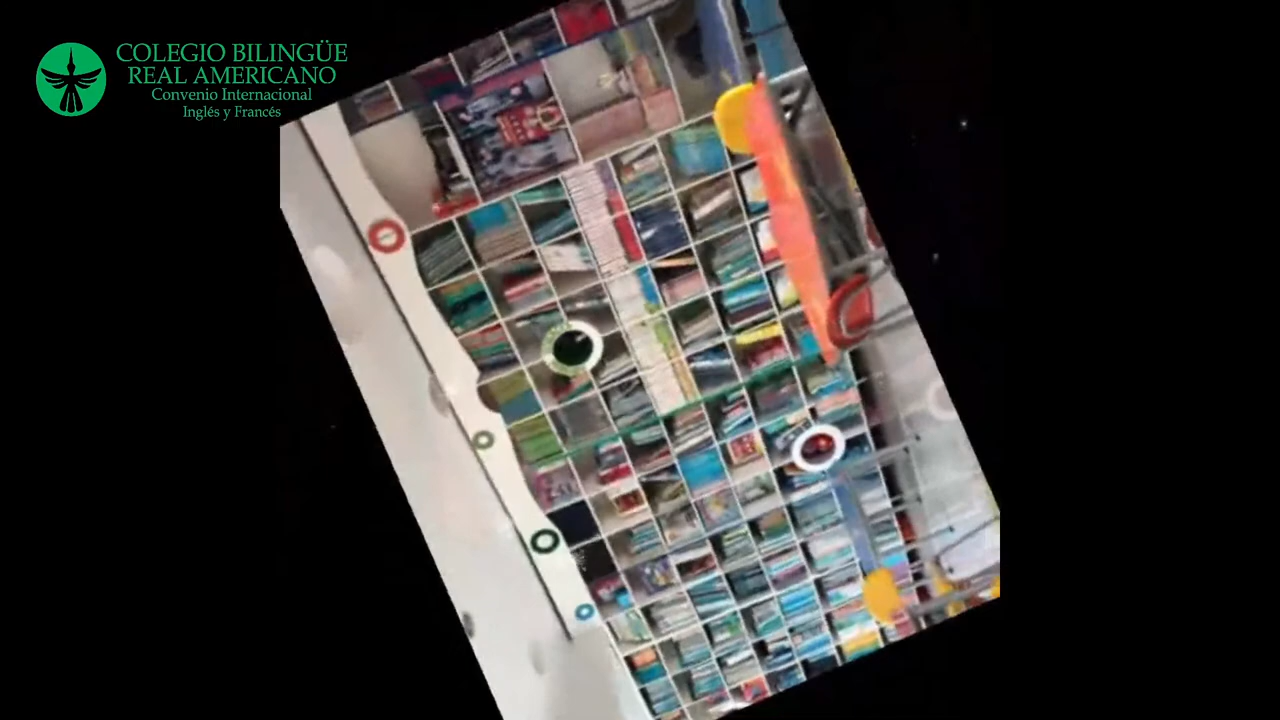 COLEGIO BILINGÜE
REAL AMERICANO
Convenio Internacional
Inglés y Francés